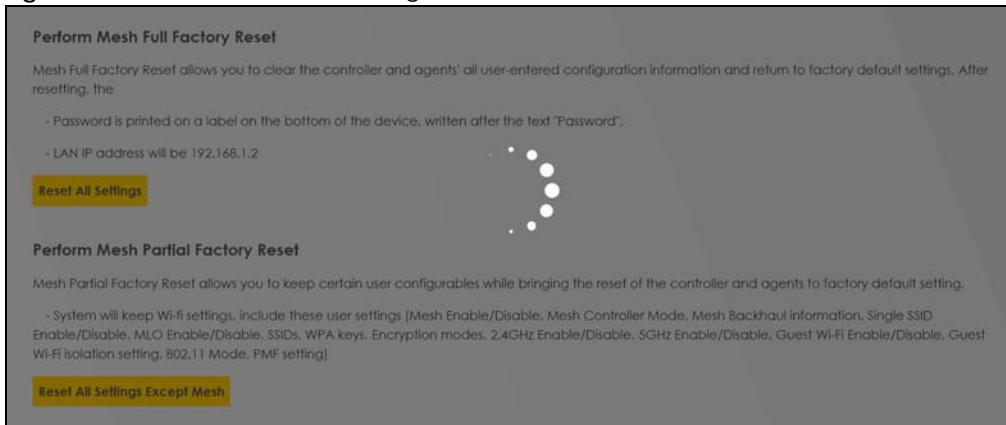 Perform Mesh Full Factory Reset
Mesh Full Factory Reset allows you to clear the controller and agents' all user-entered configuration information and return to factory default settings. After
resetting, the
- Password is printed on a label on the bottom of the device, written after the text "Password".
- LAN IP address will be 192.168.1.2
Reset All Settings
Perform Mesh Partial Factory Reset
Mesh Partial Factory Reset allows you to keep certain user configurables while bringing the reset of the controller and agents to factory default setting.
- System will keep Wi-fi settings, include these user settings (Mesh Enable/Disable, Mesh Controller Mode, Mesh Backhaul information, Single SSID
Enable/Disable, MLO Enable/Disable, SSIDs, WPA keys, Encryption modes, 2.4GHz Enable/Disable, 5GHz Enable/Disable, Guest Wi-Fi Enable/Disable, Guest
Wi-Fi isolation setting, 802.11 Mode, PMF setting)
Reset All Settings Except Mesh